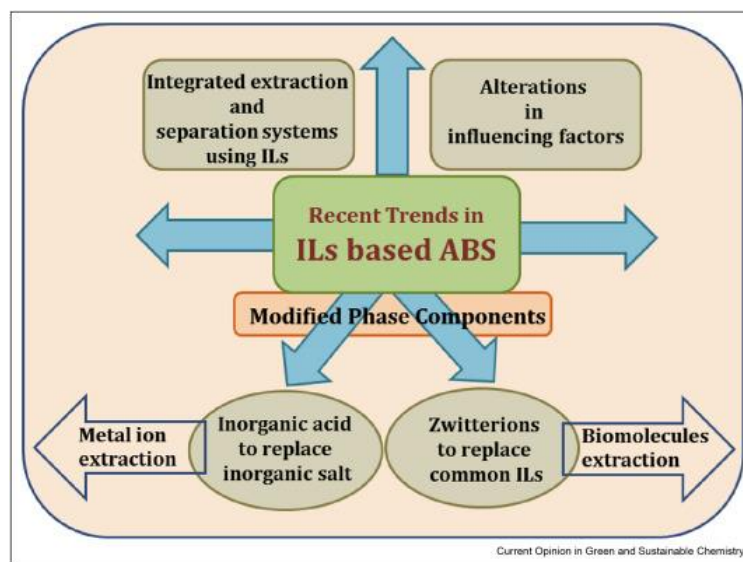 Integrated extraction
and
separation systems
using ILs
Alterations
in
influencing factors
Recent Trends in
ILs based ABS
Modified Phase Components
Metal ion
extraction
Inorganic acid
to replace
inorganic salt
Zwitterions
to replace
common ILs
Biomolecules
extraction
Current Opinion in Green and Sustainable Chemistry